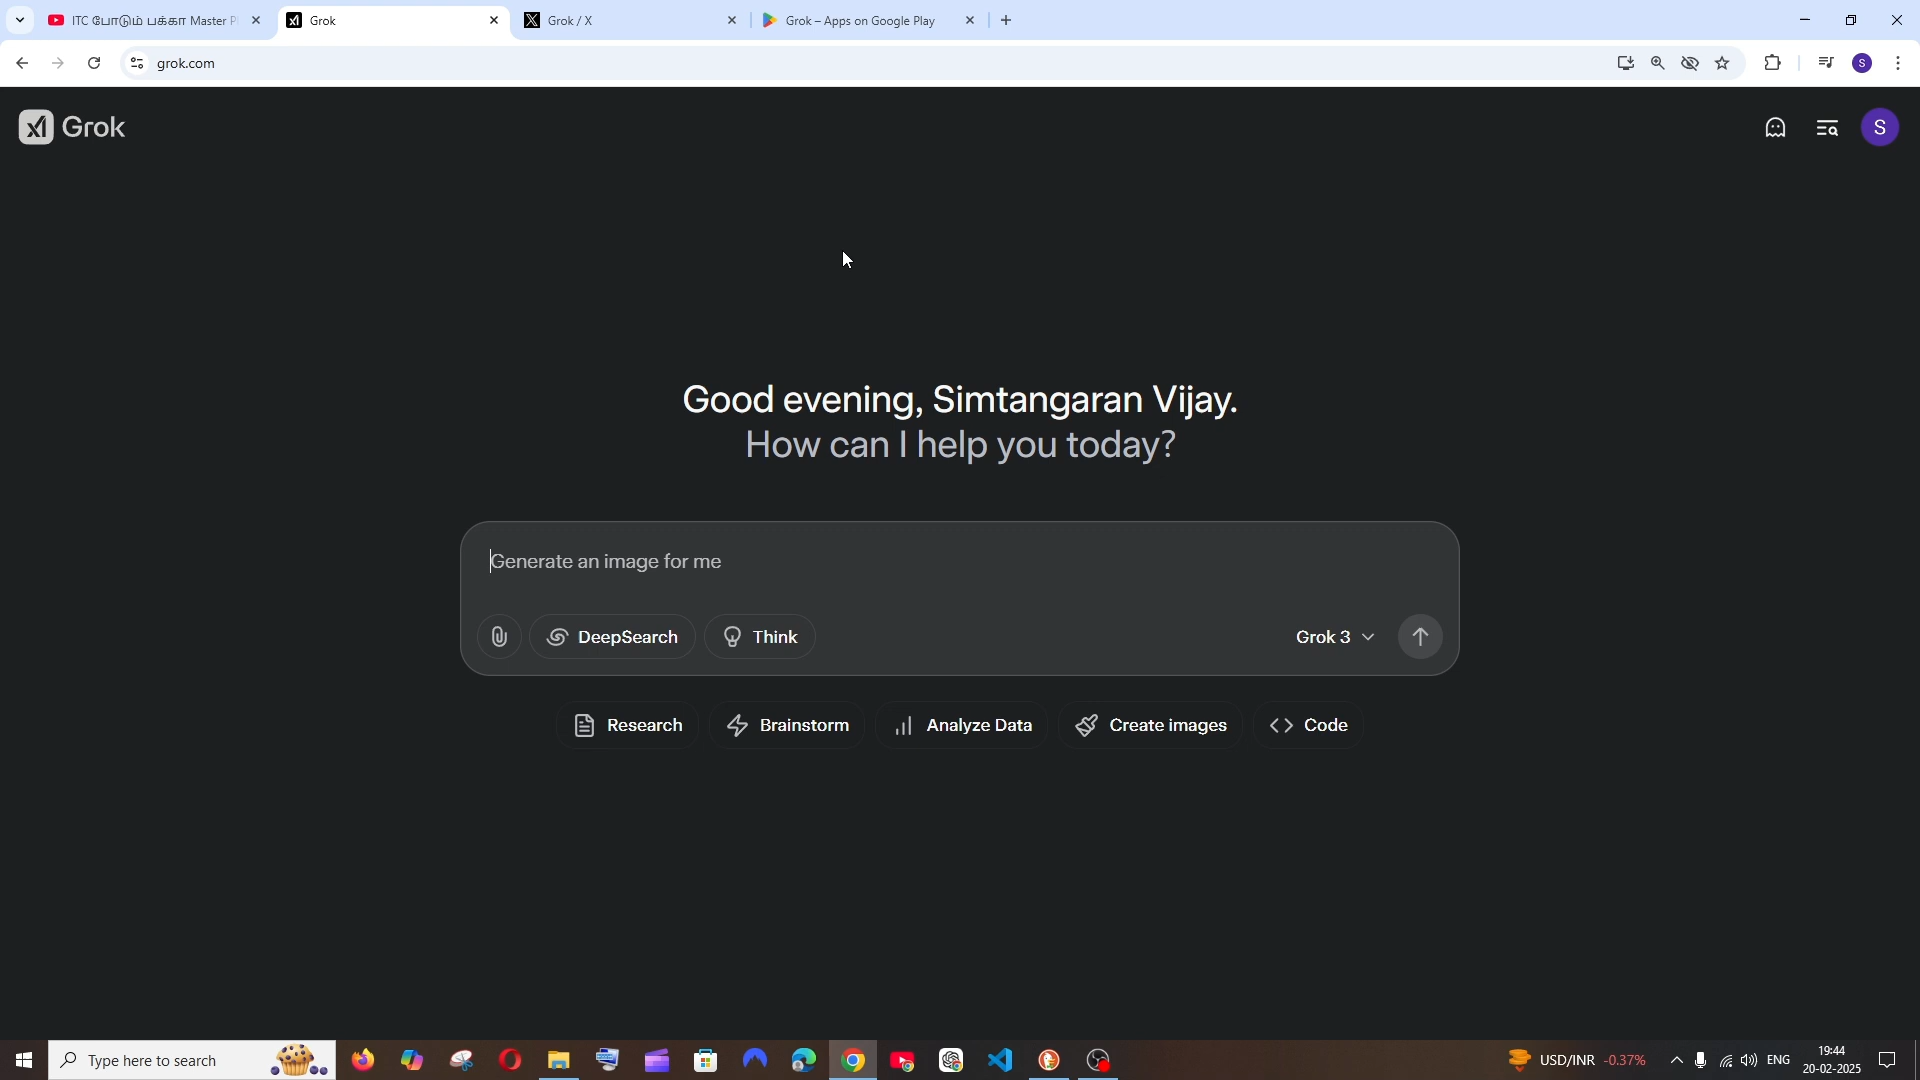 ITC போடும் பக்கா Master P
Grok
Grok / X
Grok – Apps on Google Play
grok.com
S
Grok
S
Good evening, Simtangaran Vijay.
How can I help you today?
Generate an image for me
DeepSearch
Think
Grok 3
Research
Brainstorm
Analyze Data
Create images
Code
Type here to search
USD/INR -0.37%
ENG
19:44
20-02-2025